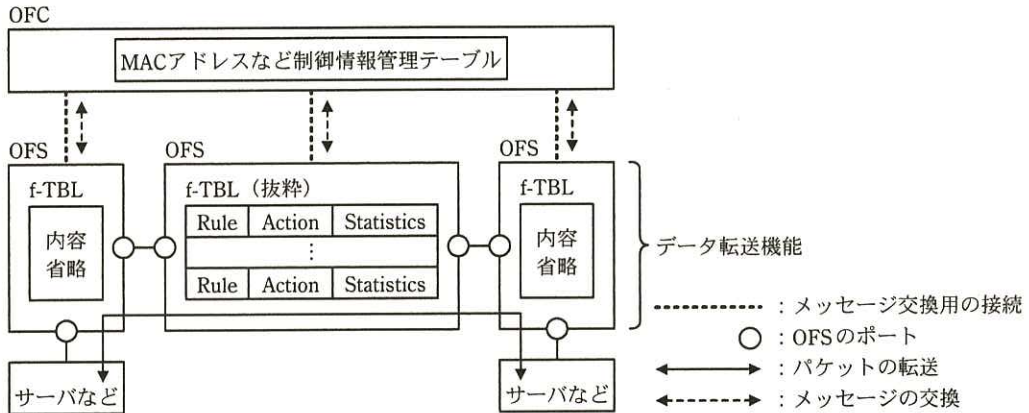 OFC
MACアドレスなど制御情報管理テーブル
OFS
OFS
OFS
f-TBL
内容
省略
f-TBL（抜粋）
Rule Action Statistics
⋮
Rule Action Statistics
f-TBL
内容
省略
データ転送機能
サーバなど
サーバなど
：メッセージ交換用の接続
：OFSのポート
：パケットの転送
：メッセージの交換